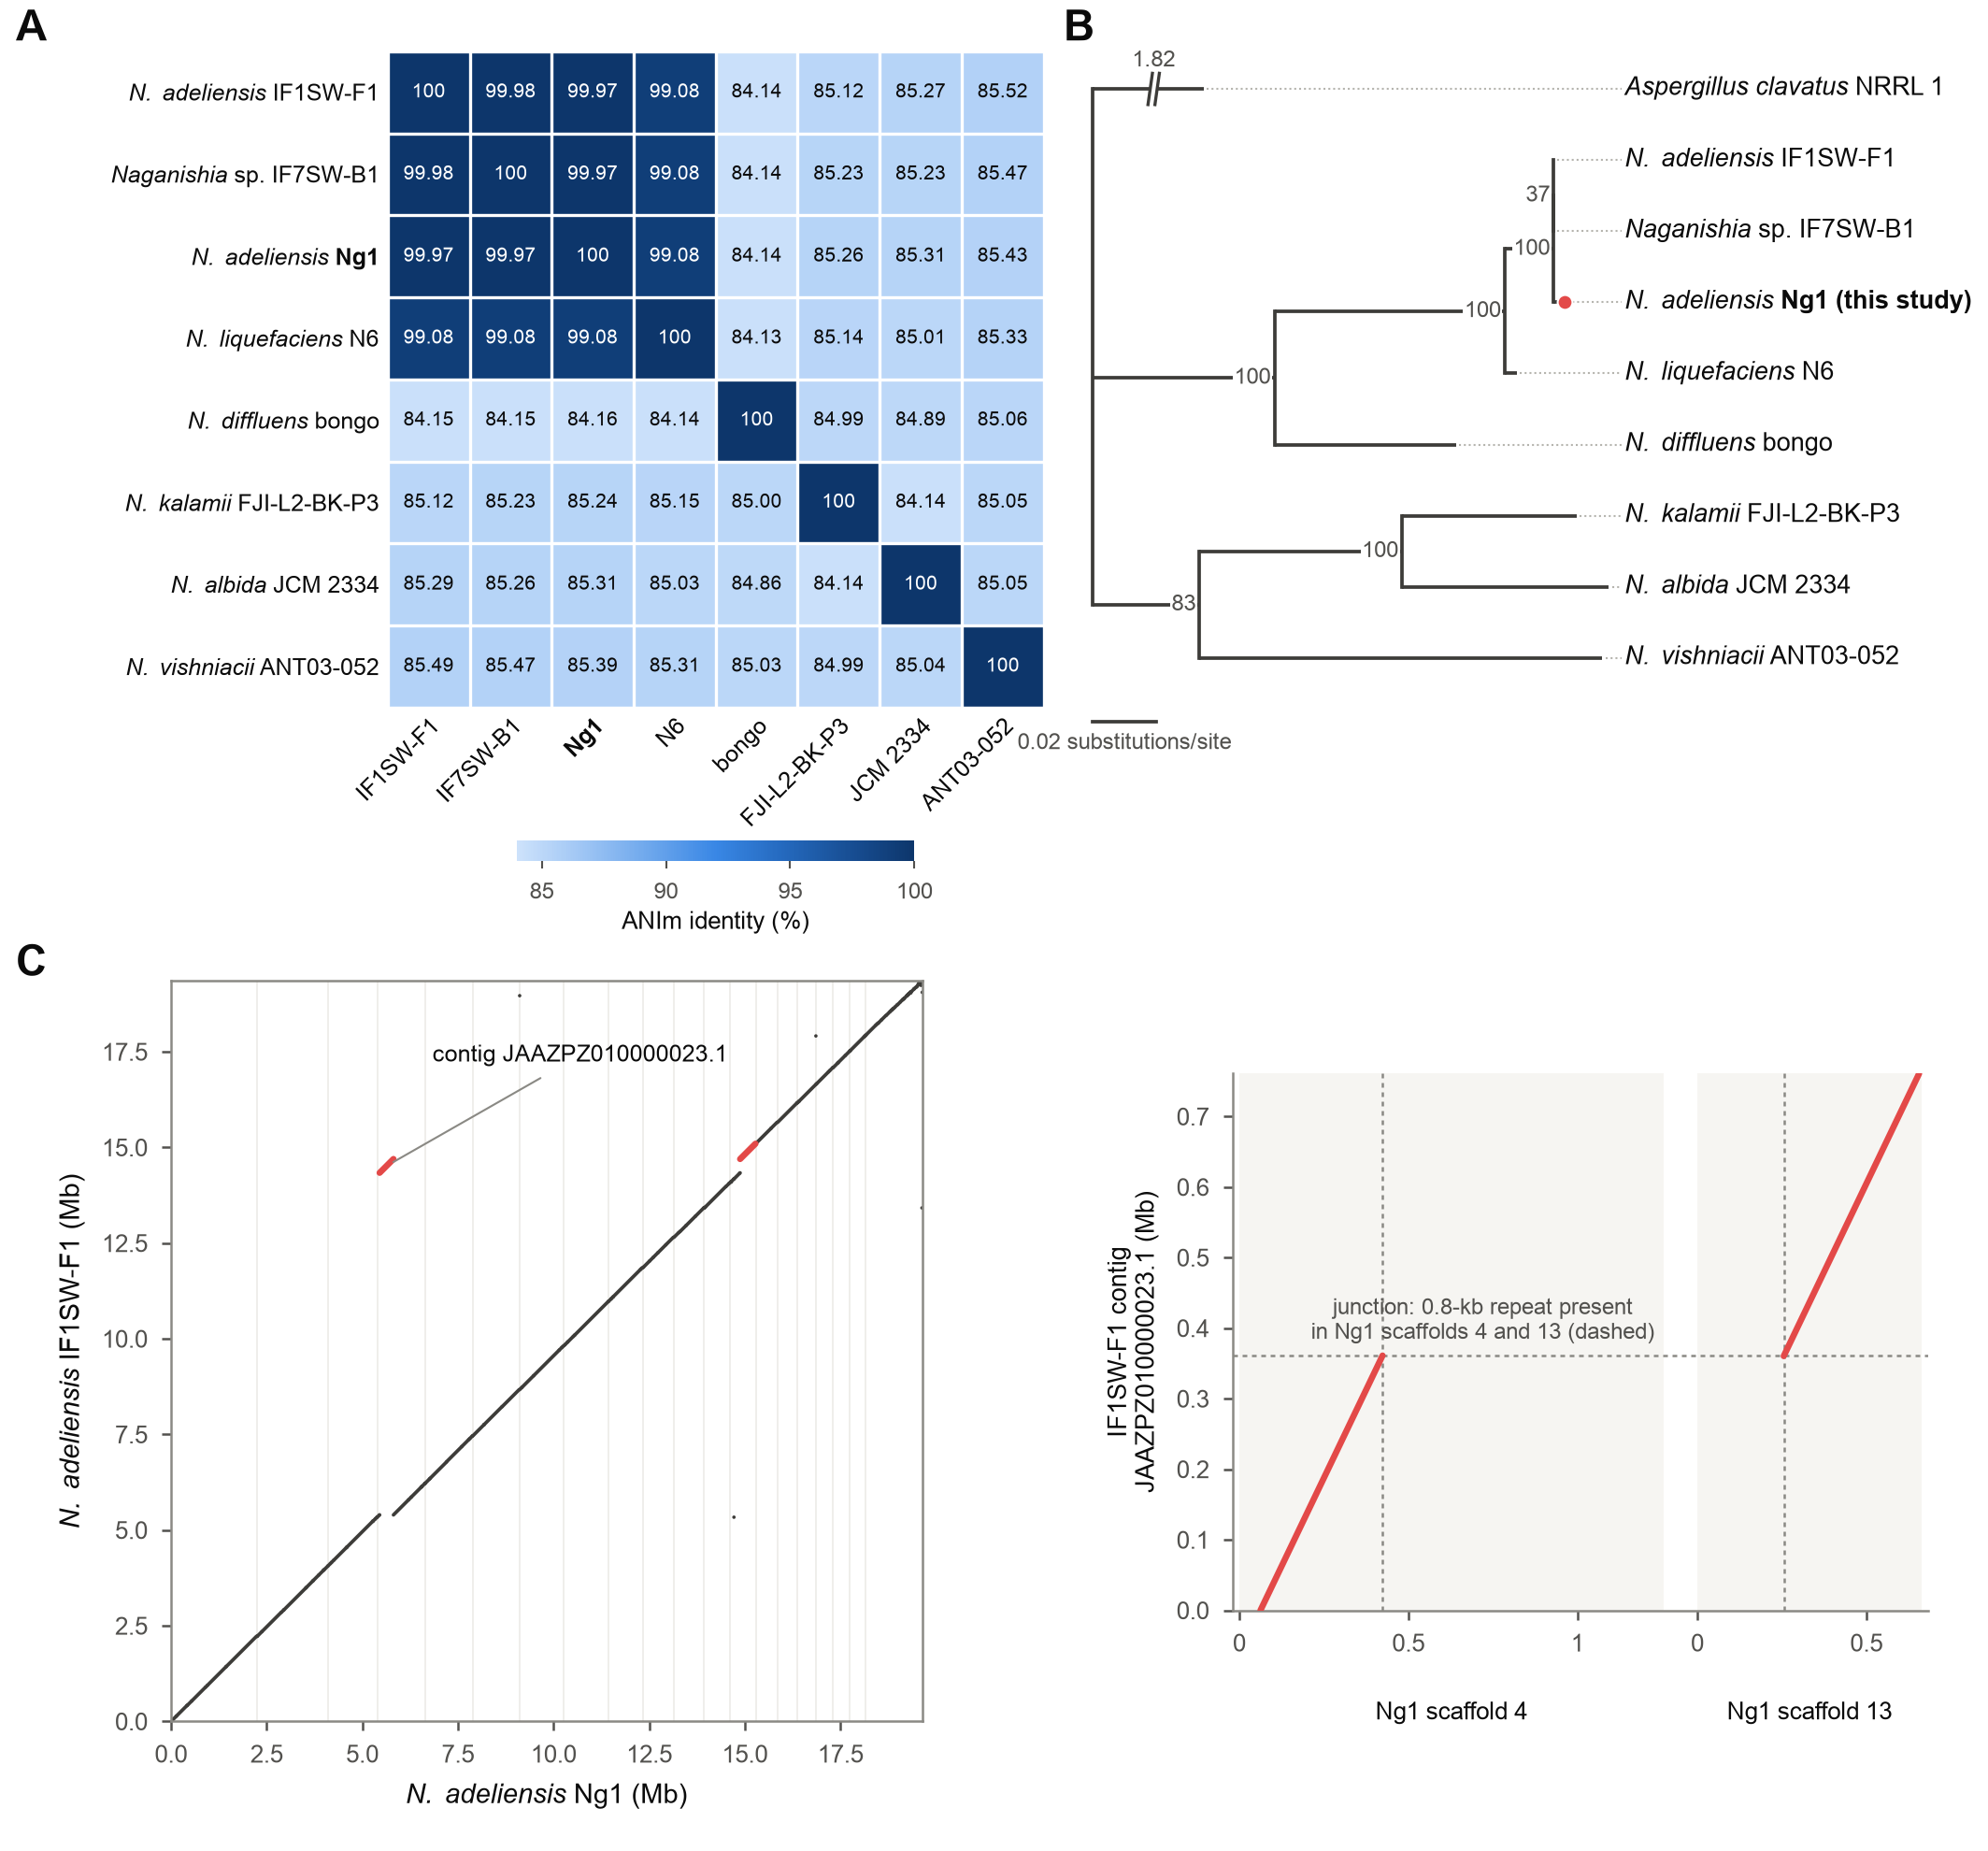 A
N. adeliensis IF1SW-F1 100 99.98 99.97 99.08 84.14 85.12 85.27 85.52
Naganishia sp. IF7SW-B1 99.98 100 99.97 99.08 84.14 85.23 85.23 85.47
N. adeliensis Ng1 99.97 99.97 100 99.08 84.14 85.26 85.31 85.43
N. liquefaciens N6 99.08 99.08 99.08 100 84.13 85.14 85.01 85.33
N. diffluens bongo 84.15 84.15 84.16 84.14 100 84.99 84.89 85.06
N. kalamii FJI-L2-BK-P3 85.12 85.23 85.24 85.15 85.00 100 84.14 85.05
N. albida JCM 2334 85.29 85.26 85.31 85.03 84.86 84.14 100 85.05
N. vishniacii ANT03-052 85.49 85.47 85.39 85.31 85.03 84.99 85.04 100
IF1SW-F1 IF7SW-B1 Ng1 N6 bongo FJI-L2-BK-P3 JCM 2334 ANT03-052
85 90 95 100
ANIm identity (%)
B
1.82
Aspergillus clavatus NRRL 1
N. adeliensis IF1SW-F1
37
Naganishia sp. IF7SW-B1
100
N. adeliensis Ng1 (this study)
100
N. liquefaciens N6
100
N. diffluens bongo
N. kalamii FJI-L2-BK-P3
100
N. albida JCM 2334
83
N. vishniacii ANT03-052
0.02 substitutions/site
C
N. adeliensis IF1SW-F1 (Mb)
17.5
15.0
12.5
10.0
7.5
5.0
2.5
0.0
contig JAAZPZ010000023.1
0.0 2.5 5.0 7.5 10.0 12.5 15.0 17.5
N. adeliensis Ng1 (Mb)
IF1SW-F1 contig
JAAZPZ010000023.1 (Mb)
0.7
0.6
0.5
0.4
0.3
0.2
0.1
0.0
junction: 0.8-kb repeat present
in Ng1 scaffolds 4 and 13 (dashed)
0 0.5 1 0 0.5
Ng1 scaffold 4 Ng1 scaffold 13